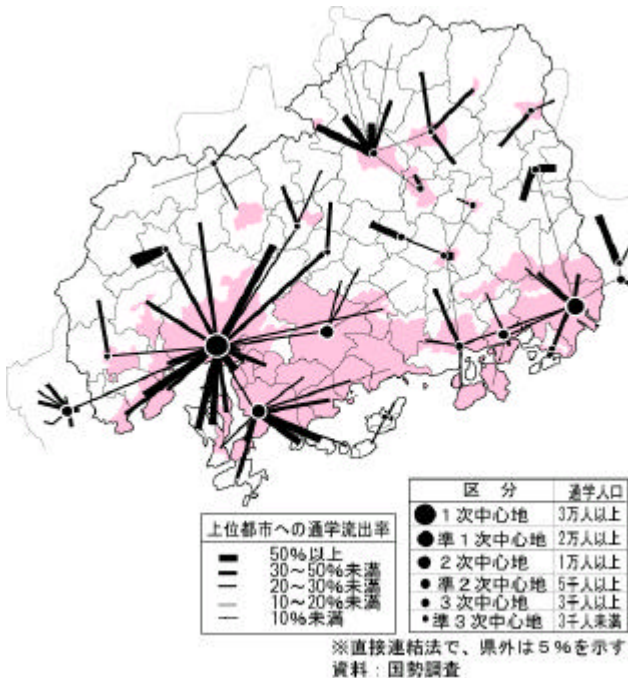 上位都市への通学流出率
50%以上
30～50%未満
20～30%未満
10～20%未満
10%未満
区 分 通学人口
1次中心地 3万人以上
準1次中心地 2万人以上
2次中心地 1万人以上
準2次中心地 5千人以上
3次中心地 3千人以上
準3次中心地 3千人未満
※直接連結法で、県外は5%を示す
資料：国勢調査